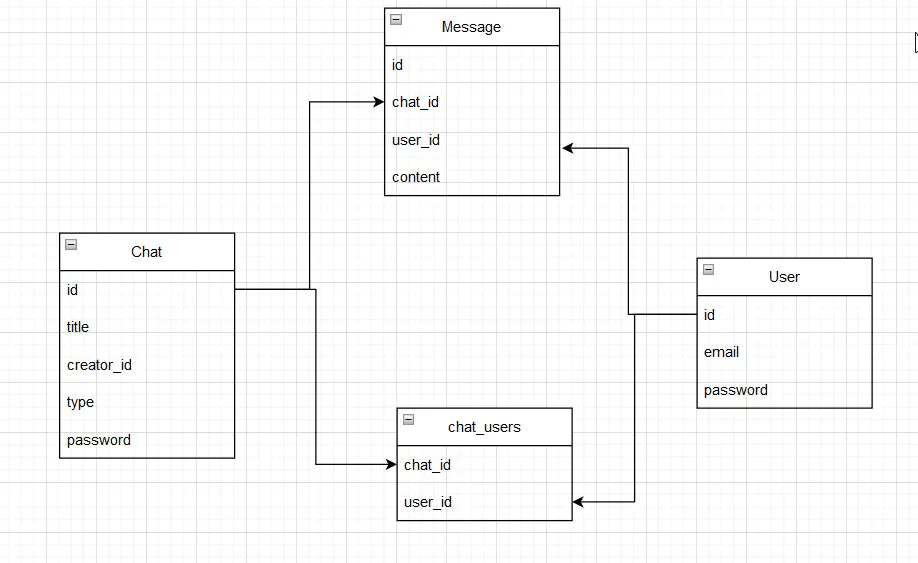 Message
id
chat_id
user_id
content
Chat
id
title
creator_id
type
password
User
id
email
password
chat_users
chat_id
user_id